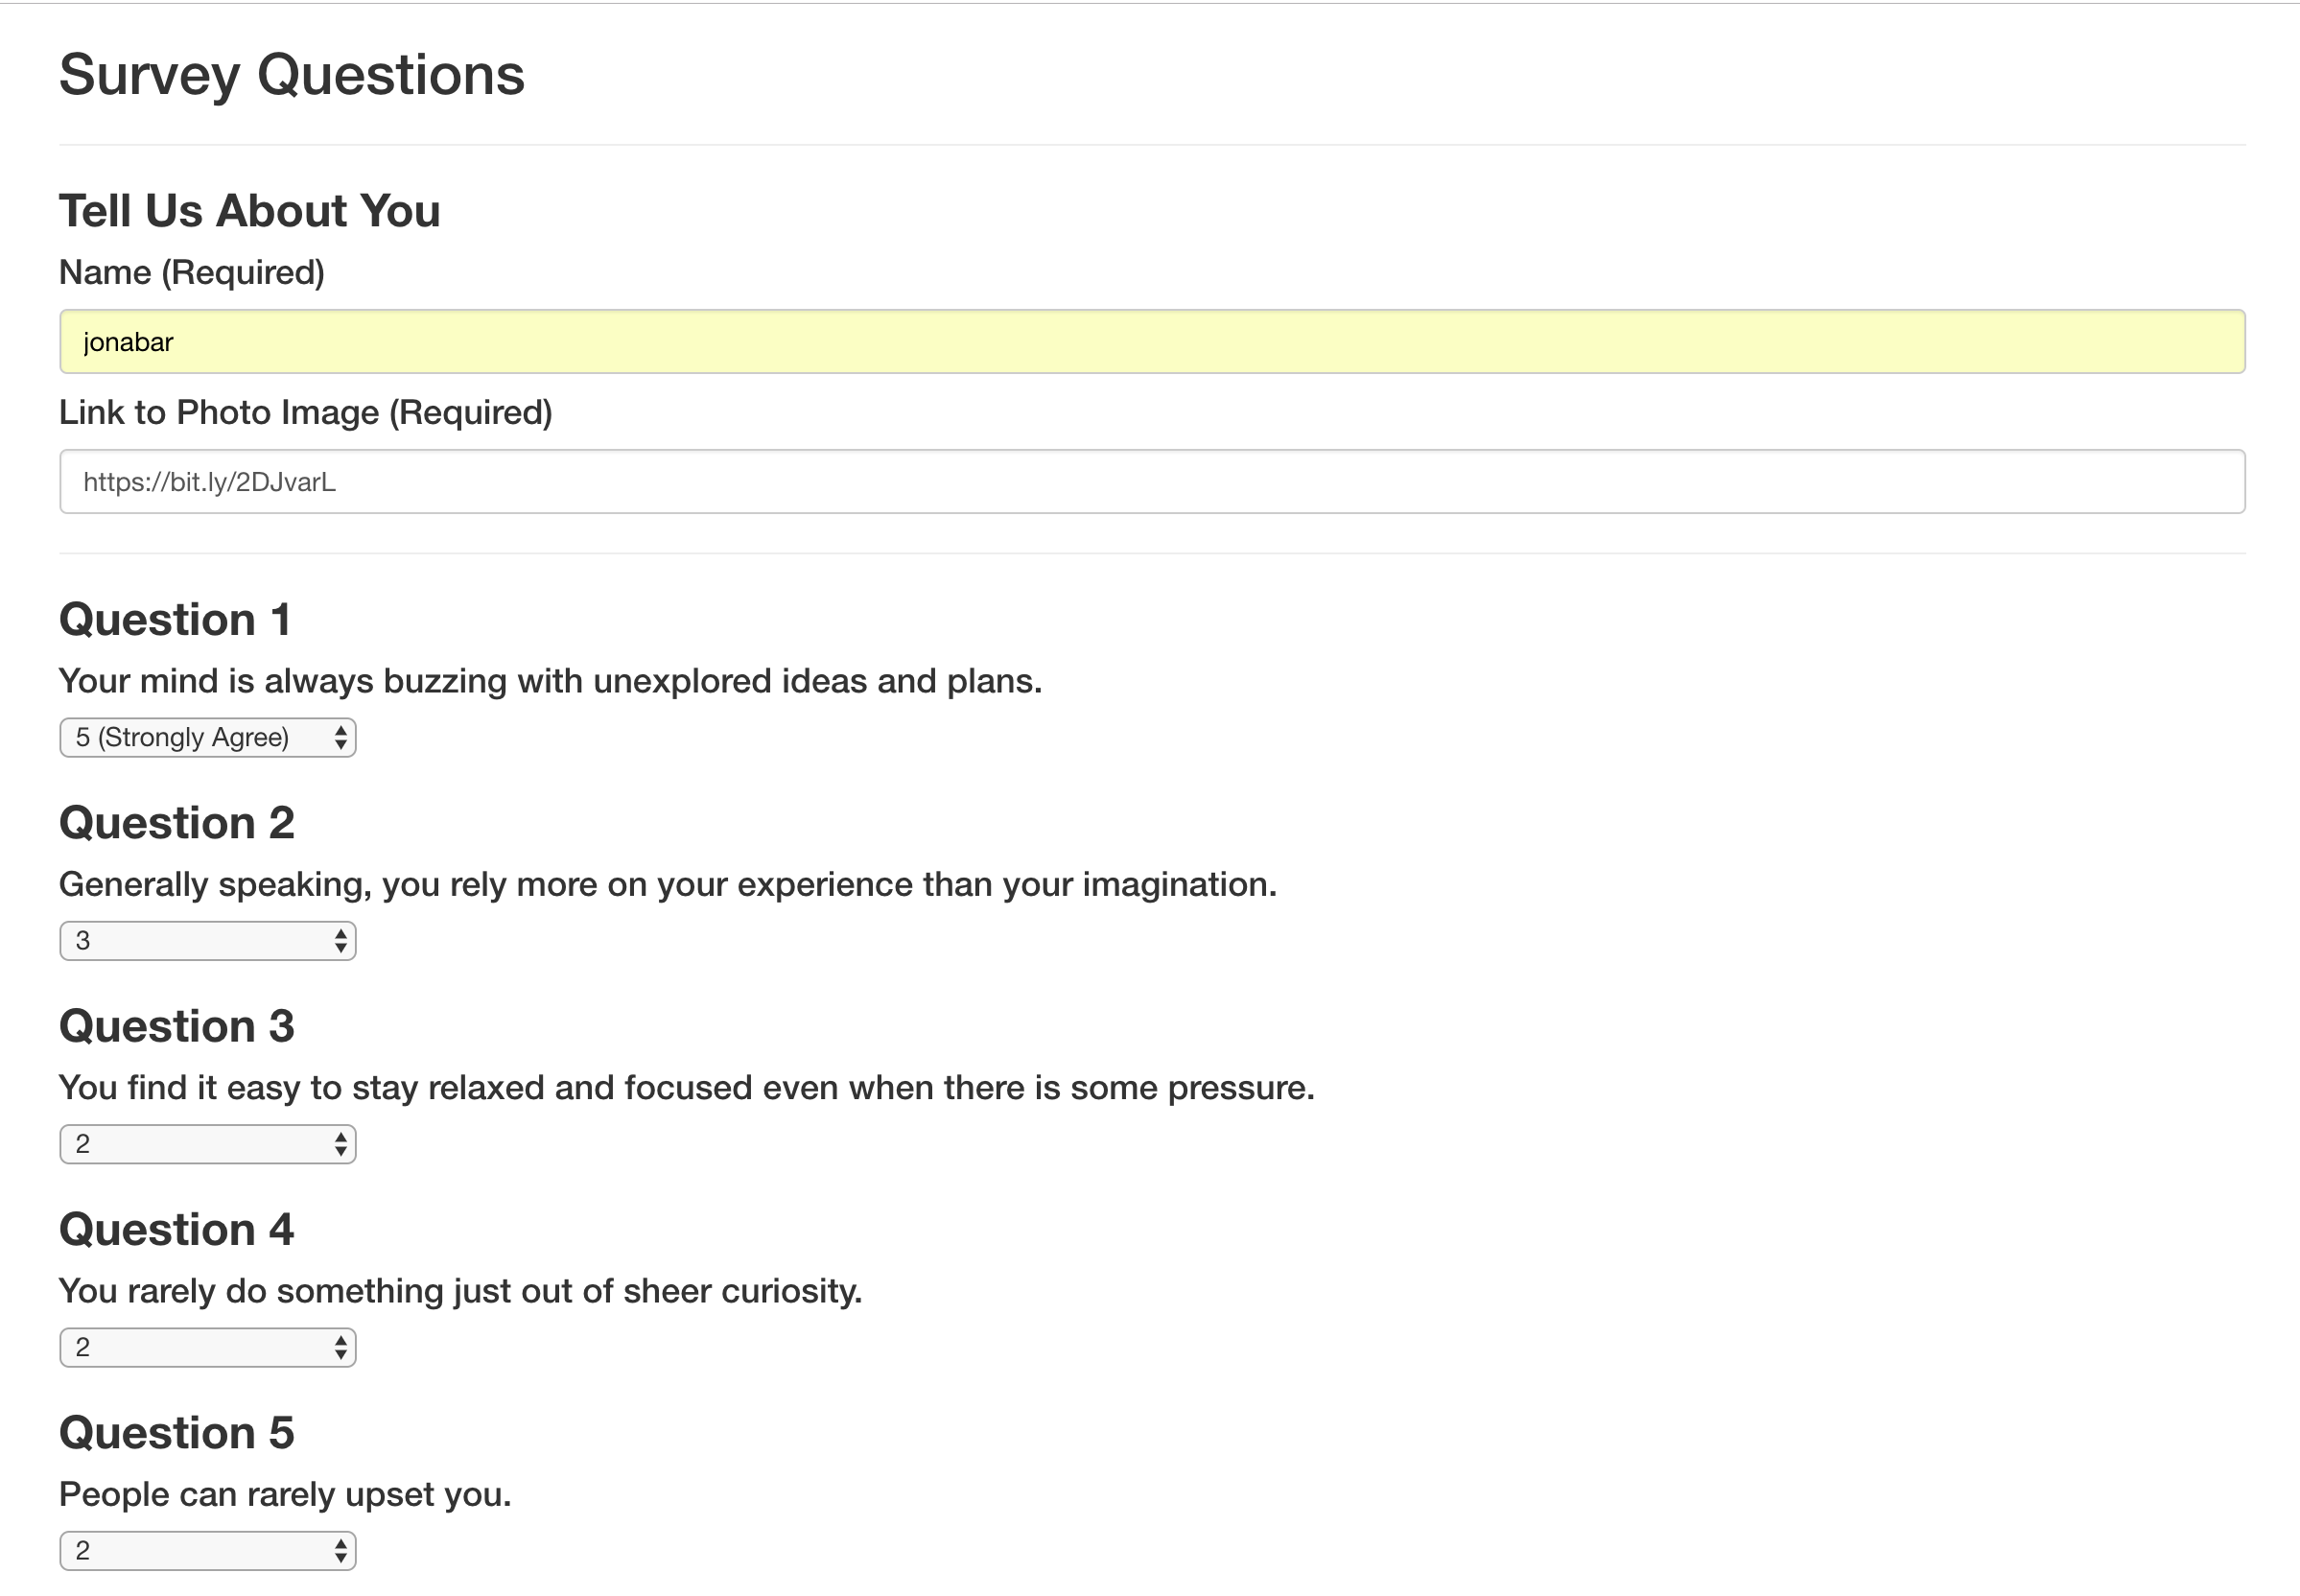 Survey Questions
Tell Us About You
Name (Required)
jonabar
Link to Photo Image (Required)
https://bit.ly/2DJvarL
Question 1
Your mind is always buzzing with unexplored ideas and plans.
5 (Strongly Agree)
Question 2
Generally speaking, you rely more on your experience than your imagination.
3
Question 3
You find it easy to stay relaxed and focused even when there is some pressure.
2
Question 4
You rarely do something just out of sheer curiosity.
2
Question 5
People can rarely upset you.
2